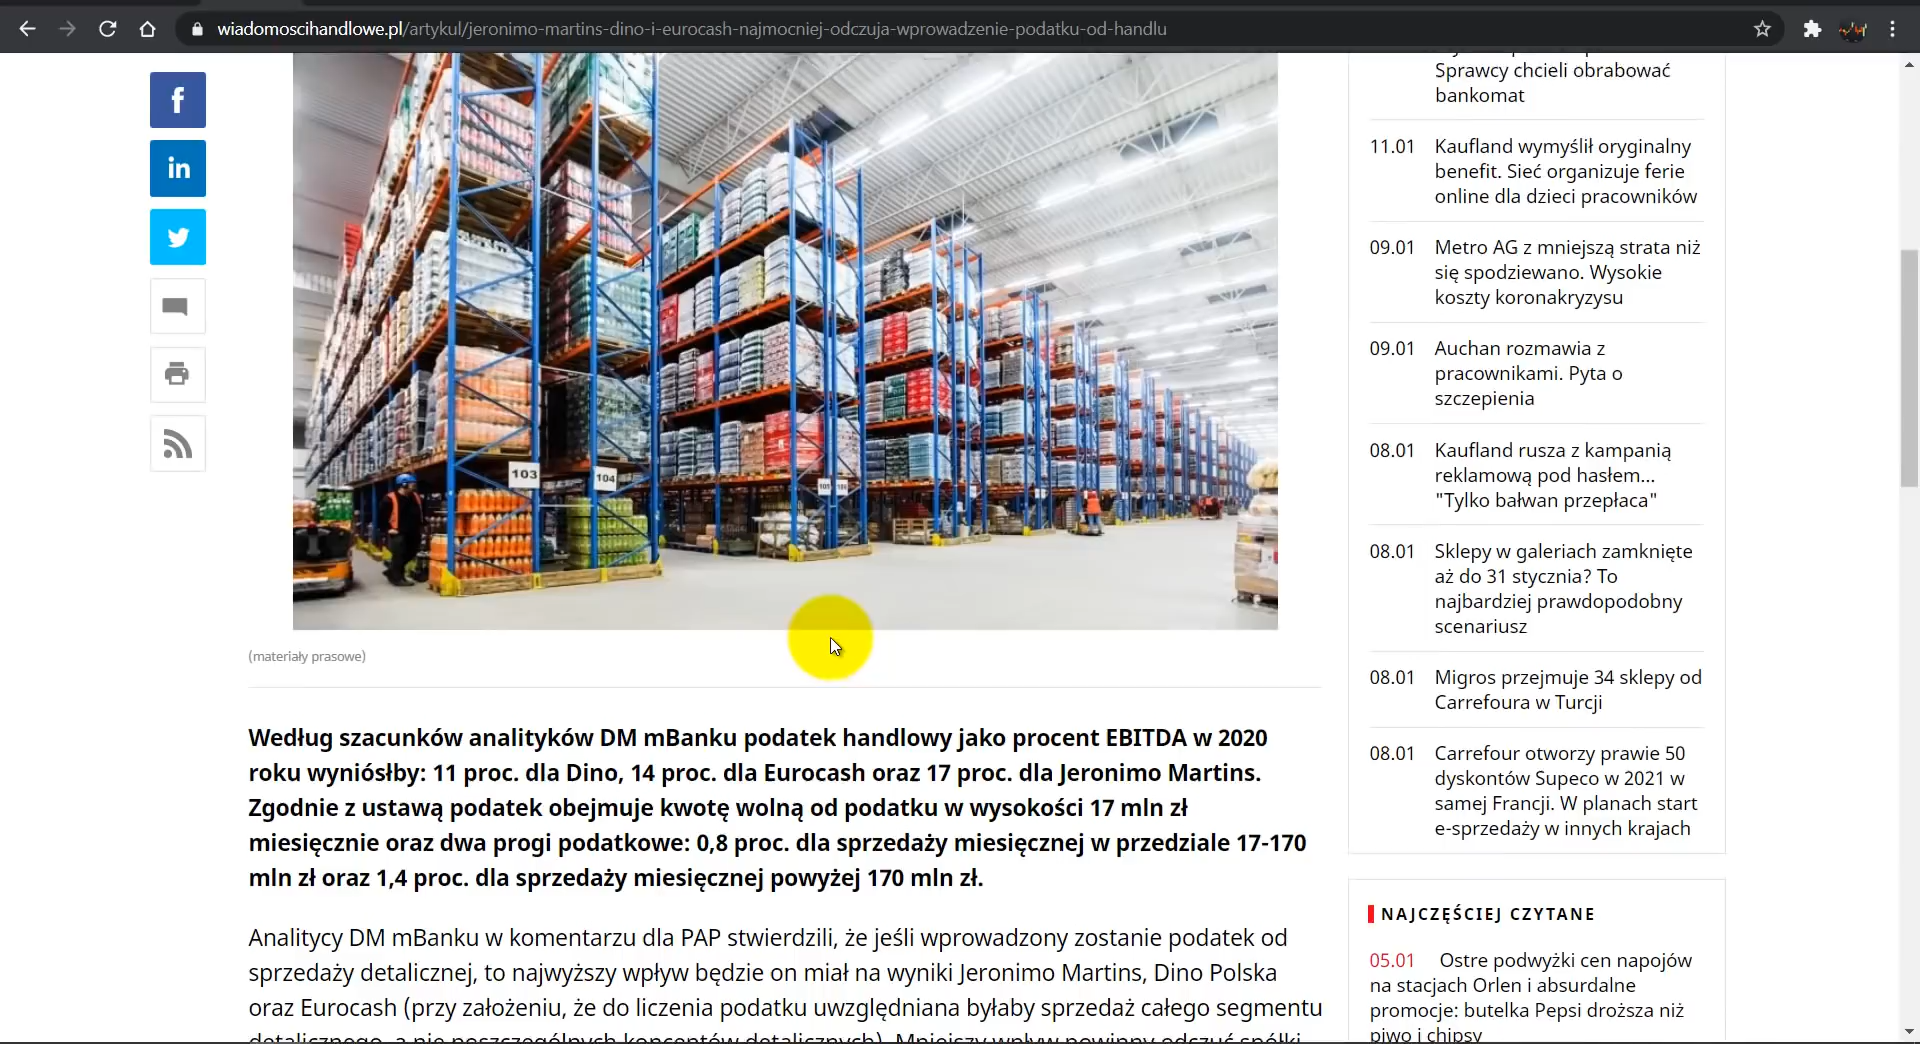 wiadomoscihandlowe.pl/artykul/jeronimo-martins-dino-i-eurocash-najmocniej-odczuja-wprowadzenie-podatku-od-handlu
f
in
103
104
(materiały prasowe)
Według szacunków analityków DM mBanku podatek handlowy jako procent EBITDA w 2020
roku wyniósłby: 11 proc. dla Dino, 14 proc. dla Eurocash oraz 17 proc. dla Jeronimo Martins.
Zgodnie z ustawą podatek obejmuje kwotę wolną od podatku w wysokości 17 mln zł
miesięcznie oraz dwa progi podatkowe: 0,8 proc. dla sprzedaży miesięcznej w przedziale 17-170
mln zł oraz 1,4 proc. dla sprzedaży miesięcznej powyżej 170 mln zł.
Analitycy DM mBanku w komentarzu dla PAP stwierdzili, że jeśli wprowadzony zostanie podatek od
sprzedaży detalicznej, to najwyższy wpływ będzie on miał na wyniki Jeronimo Martins, Dino Polska
oraz Eurocash (przy założeniu, że do liczenia podatku uwzględniana byłaby sprzedaż całego segmentu
detalicznego, a nie poszczególnych konceptów detalicznych). Mniejszy wpływ powinny odczuć spółki
Sprawcy chcieli obrabować
bankomat
11.01 Kaufland wymyślił oryginalny
benefit. Sieć organizuje ferie
online dla dzieci pracowników
09.01 Metro AG z mniejszą strata niż
się spodziewano. Wysokie
koszty koronakryzysu
09.01 Auchan rozmawia z
pracownikami. Pyta o
szczepienia
08.01 Kaufland rusza z kampanią
reklamową pod hasłem...
"Tylko bałwan przepłaca"
08.01 Sklepy w galeriach zamknięte
aż do 31 stycznia? To
najbardziej prawdopodobny
scenariusz
08.01 Migros przejmuje 34 sklepy od
Carrefoura w Turcji
08.01 Carrefour otworzy prawie 50
dyskontów Supeco w 2021 w
samej Francji. W planach start
e-sprzedaży w innych krajach
NAJCZĘŚCIEJ CZYTANE
05.01 Ostre podwyżki cen napojów
na stacjach Orlen i absurdalne
promocje: butelka Pepsi droższa niż
piwo i chipsy